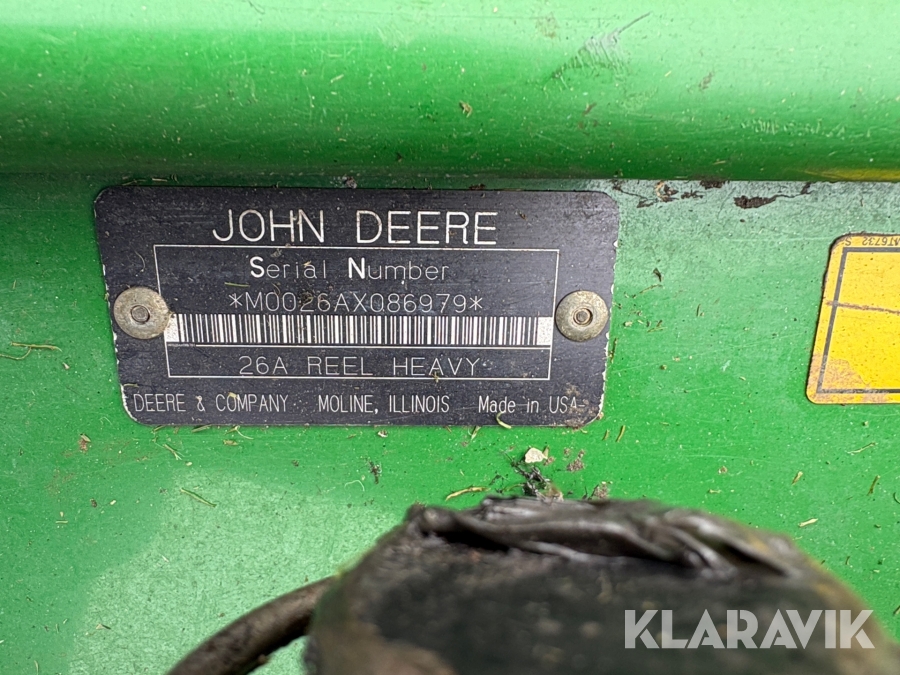 JOHN DEERE
Serial Number
*M0026AX086979*
26A REEL HEAVY
DEERE & COMPANY MOLINE, ILLINOIS Made in USA
KLARAVIK